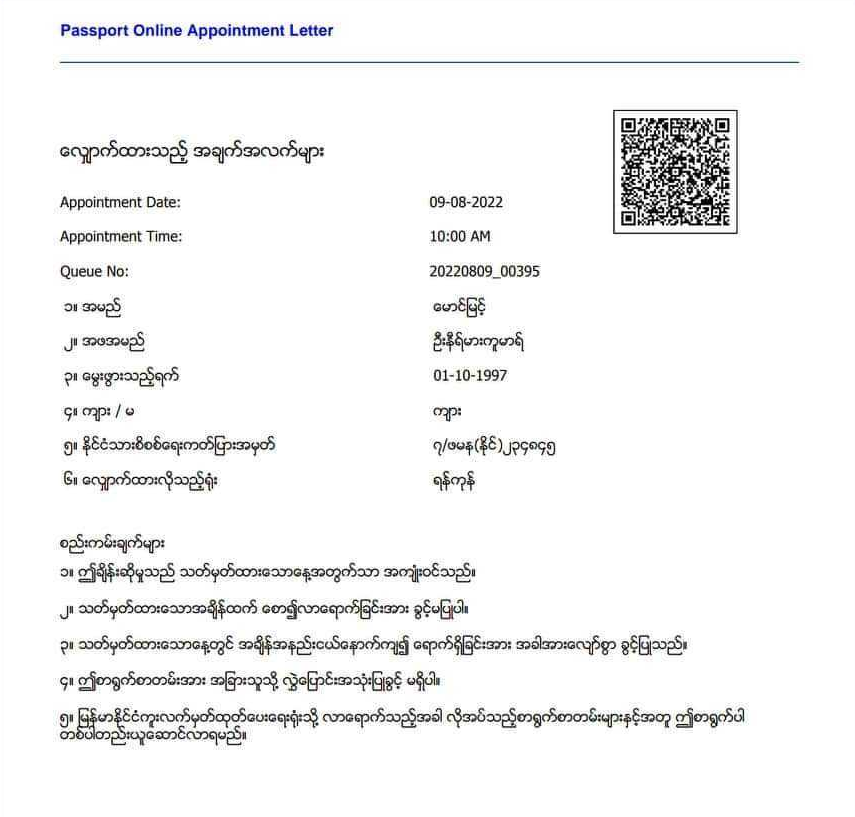 Passport Online Appointment Letter
လျှောက်ထားသည့် အချက်အလက်များ
Appointment Date: 09-08-2022
Appointment Time: 10:00 AM
Queue No: 20220809_00395
၁။ အမည် မောင်မြင့်
၂။ အဖအမည် ဦးနီရ်မားကူမာရ်
၃။ မွေးဖွားသည့်ရက် 01-10-1997
၄။ ကျား / မ ကျား
၅။ နိုင်ငံသားစိစစ်ရေးကတ်ပြားအမှတ် ၇/ဖမန(နိုင်)၂၃၄၈၄၅
၆။ လျှောက်ထားလိုသည့်ရုံး ရန်ကုန်
စည်းကမ်းချက်များ
၁။ ဤချိန်းဆိုမှုသည် သတ်မှတ်ထားသောနေ့အတွက်သာ အကျုံးဝင်သည်။
၂။ သတ်မှတ်ထားသောအချိန်ထက် စော၍လာရောက်ခြင်းအား ခွင့်မပြုပါ။
၃။ သတ်မှတ်ထားသောနေ့တွင် အချိန်အနည်းငယ်နောက်ကျ၍ ရောက်ရှိခြင်းအား အခါအားလျော်စွာ ခွင့်ပြုသည်။
၄။ ဤစာရွက်စာတမ်းအား အခြားသူသို့ လွှဲပြောင်းအသုံးပြုခွင့် မရှိပါ။
၅။ မြန်မာနိုင်ငံကူးလက်မှတ်ထုတ်ပေးရေးရုံးသို့ လာရောက်သည့်အခါ လိုအပ်သည့်စာရွက်စာတမ်းများနှင့်အတူ ဤစာရွက်ပါ
တစ်ပါတည်းယူဆောင်လာရမည်။